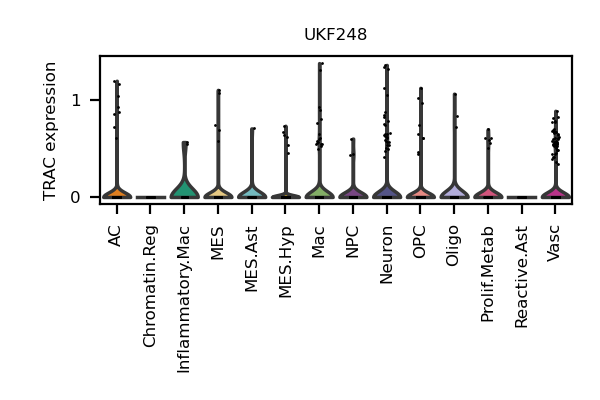 UKF248
TRAC expression
1
0
AC
Chromatin.Reg
Inflammatory.Mac
MES
MES.Ast
MES.Hyp
Mac
NPC
Neuron
OPC
Oligo
Prolif.Metab
Reactive.Ast
Vasc